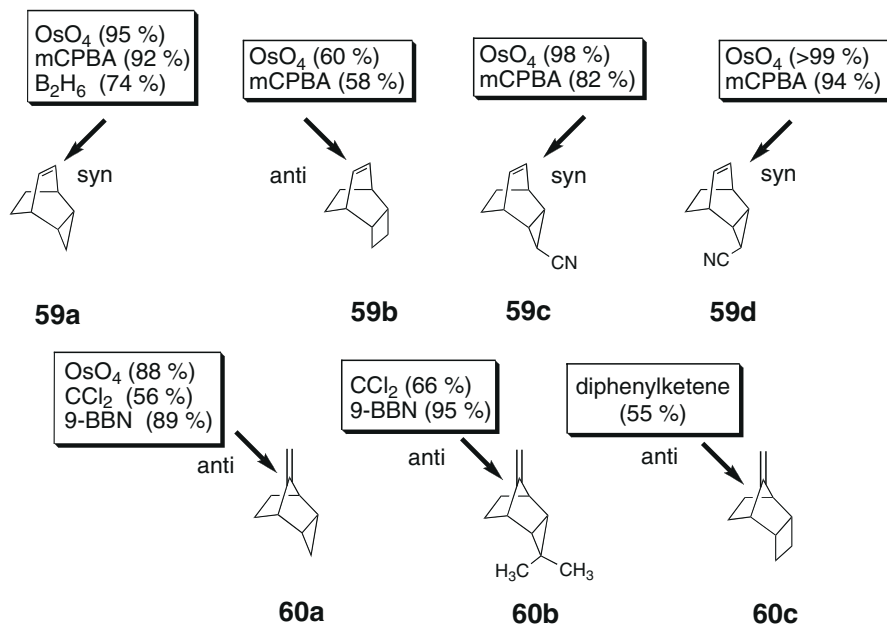 OsO₄ (95 %)
mCPBA (92 %)
B₂H₆ (74 %)
OsO₄ (60 %)
mCPBA (58 %)
OsO₄ (98 %)
mCPBA (82 %)
OsO₄ (>99 %)
mCPBA (94 %)
syn
anti
syn
syn
CN
NC
59a
59b
59c
59d
OsO₄ (88 %)
CCl₂ (56 %)
9-BBN (89 %)
CCl₂ (66 %)
9-BBN (95 %)
diphenylketene
(55 %)
anti
anti
anti
H₃C
CH₃
60a
60b
60c